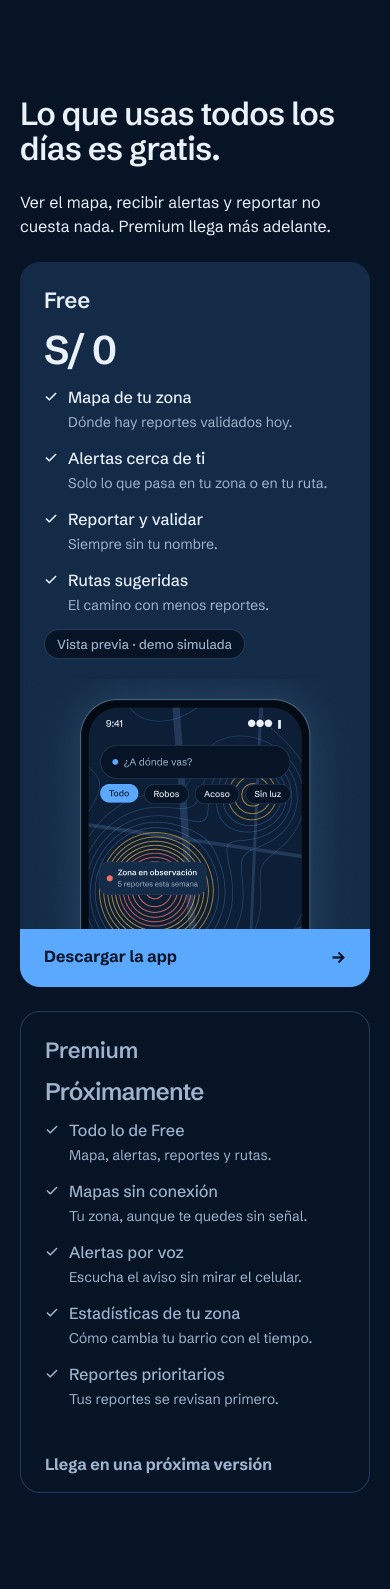 Lo que usas todos los
días es gratis.
Ver el mapa, recibir alertas y reportar no
cuesta nada. Premium llega más adelante.
Free
S/ 0
Mapa de tu zona
Dónde hay reportes validados hoy.
Alertas cerca de ti
Solo lo que pasa en tu zona o en tu ruta.
Reportar y validar
Siempre sin tu nombre.
Rutas sugeridas
El camino con menos reportes.
Vista previa · demo simulada
9:41
¿A dónde vas?
Todo Robos Acoso Sin luz
Zona en observación
5 reportes esta semana
Descargar la app →
Premium
Próximamente
Todo lo de Free
Mapa, alertas, reportes y rutas.
Mapas sin conexión
Tu zona, aunque te quedes sin señal.
Alertas por voz
Escucha el aviso sin mirar el celular.
Estadísticas de tu zona
Cómo cambia tu barrio con el tiempo.
Reportes prioritarios
Tus reportes se revisan primero.
Llega en una próxima versión